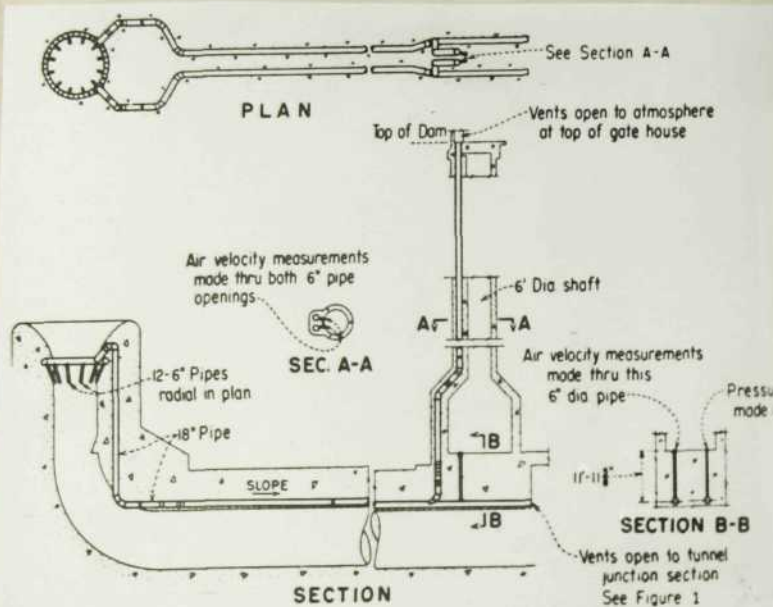 See Section A-A
PLAN
Vents open to atmosphere
at top of gate house
Top of Dam
Air velocity measurements
made thru both 6" pipe
openings
6' Dia shaft
A
A
SEC. A-A
12-6" Pipes
radial in plan
18" Pipe
Air velocity measurements
made thru this
6" dia pipe
Pressu
made
B
SLOPE
B
SECTION B-B
Vents open to tunnel
junction section
See Figure 1
SECTION